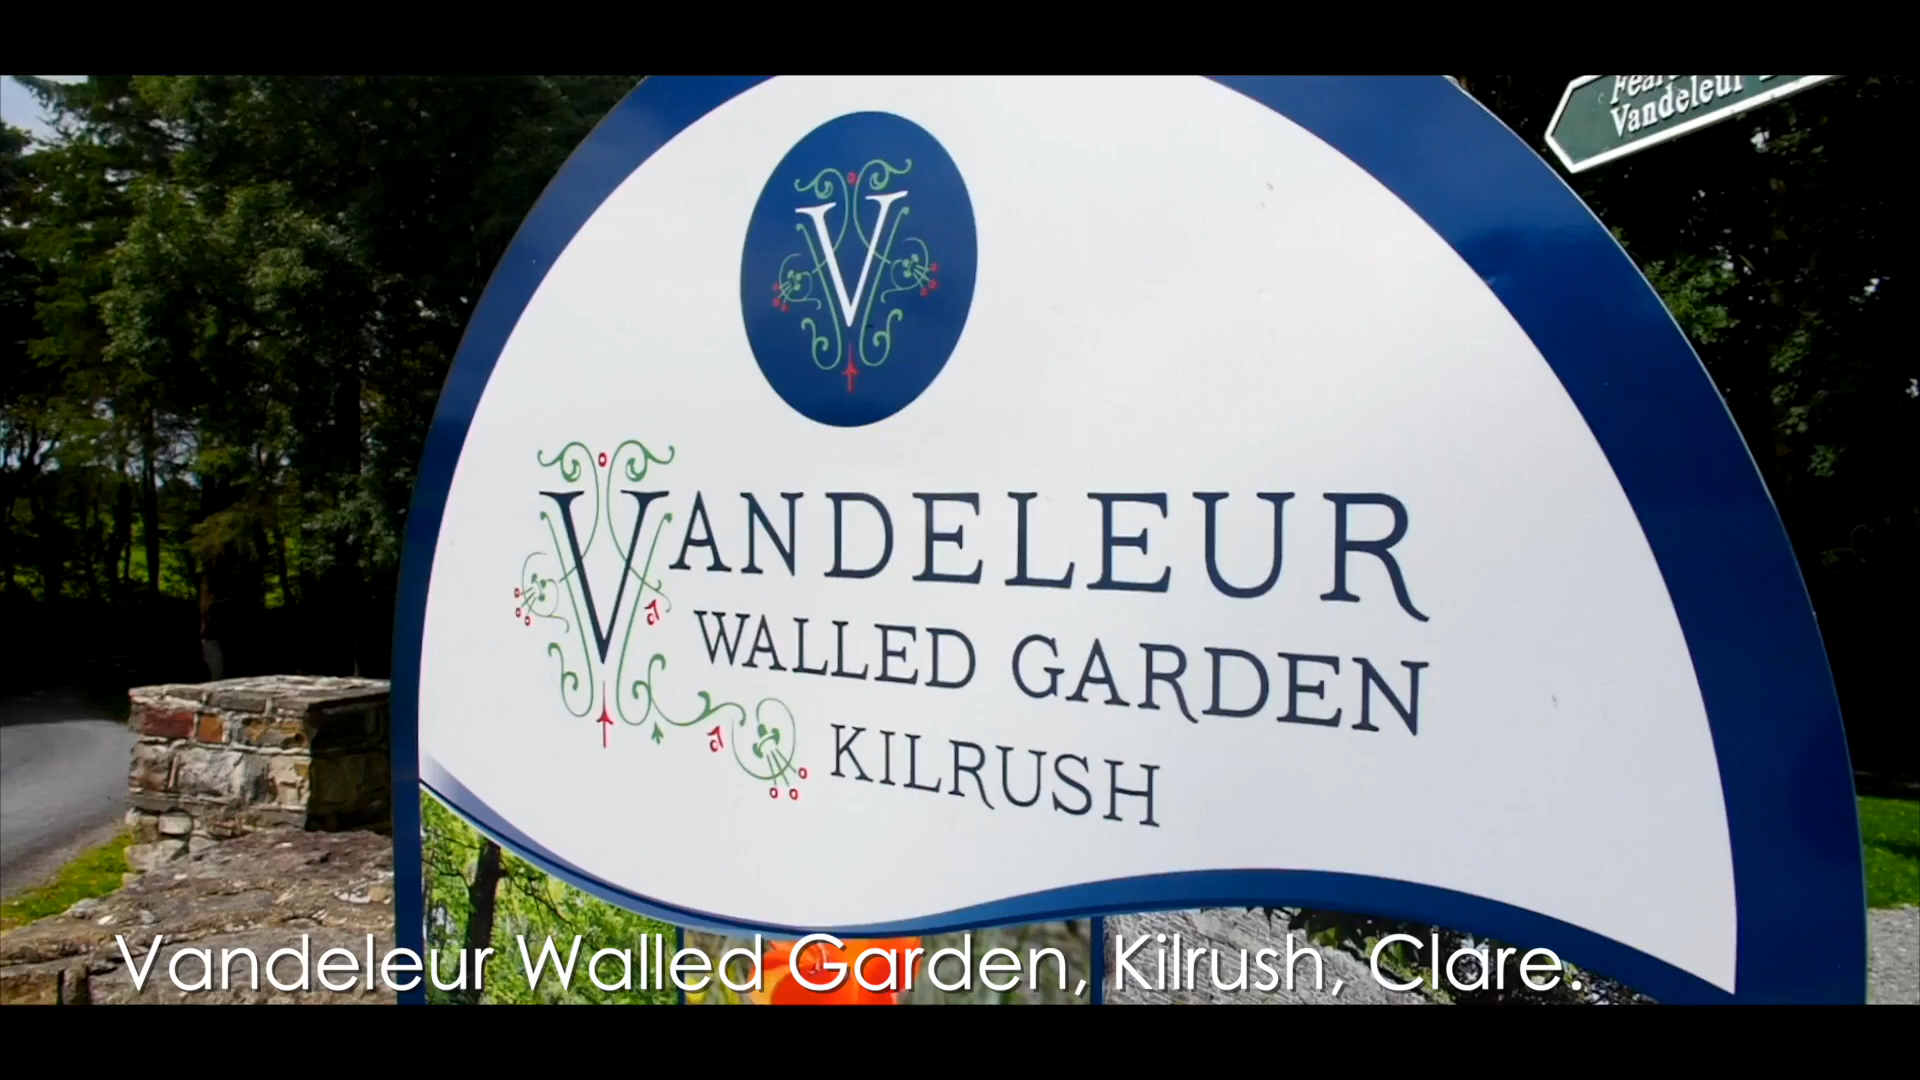 Vandeleur
V
VANDELEUR
WALLED GARDEN
KILRUSH
Vandeleur Walled Garden, Kilrush, Clare.